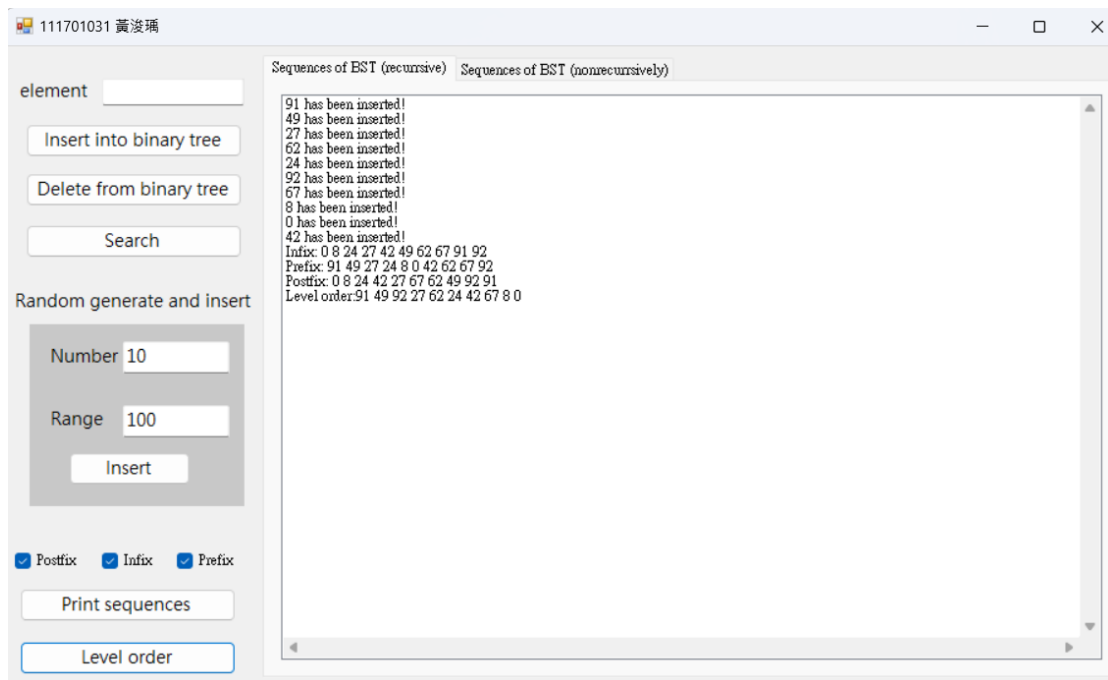 111701031 黃浚瑀
element
Insert into binary tree
Delete from binary tree
Search
Random generate and insert
Number 10
Range 100
Insert
Postfix Infix Prefix
Print sequences
Level order
Sequences of BST (recurrsive) Sequences of BST (nonrecurrsively)
91 has been inserted!
49 has been inserted!
27 has been inserted!
62 has been inserted!
24 has been inserted!
92 has been inserted!
67 has been inserted!
8 has been inserted!
0 has been inserted!
42 has been inserted!
Infix: 0 8 24 27 42 49 62 67 91 92
Prefix: 91 49 27 24 8 0 42 62 67 92
Postfix: 0 8 24 42 27 67 62 49 92 91
Level order:91 49 92 27 62 24 42 67 8 0